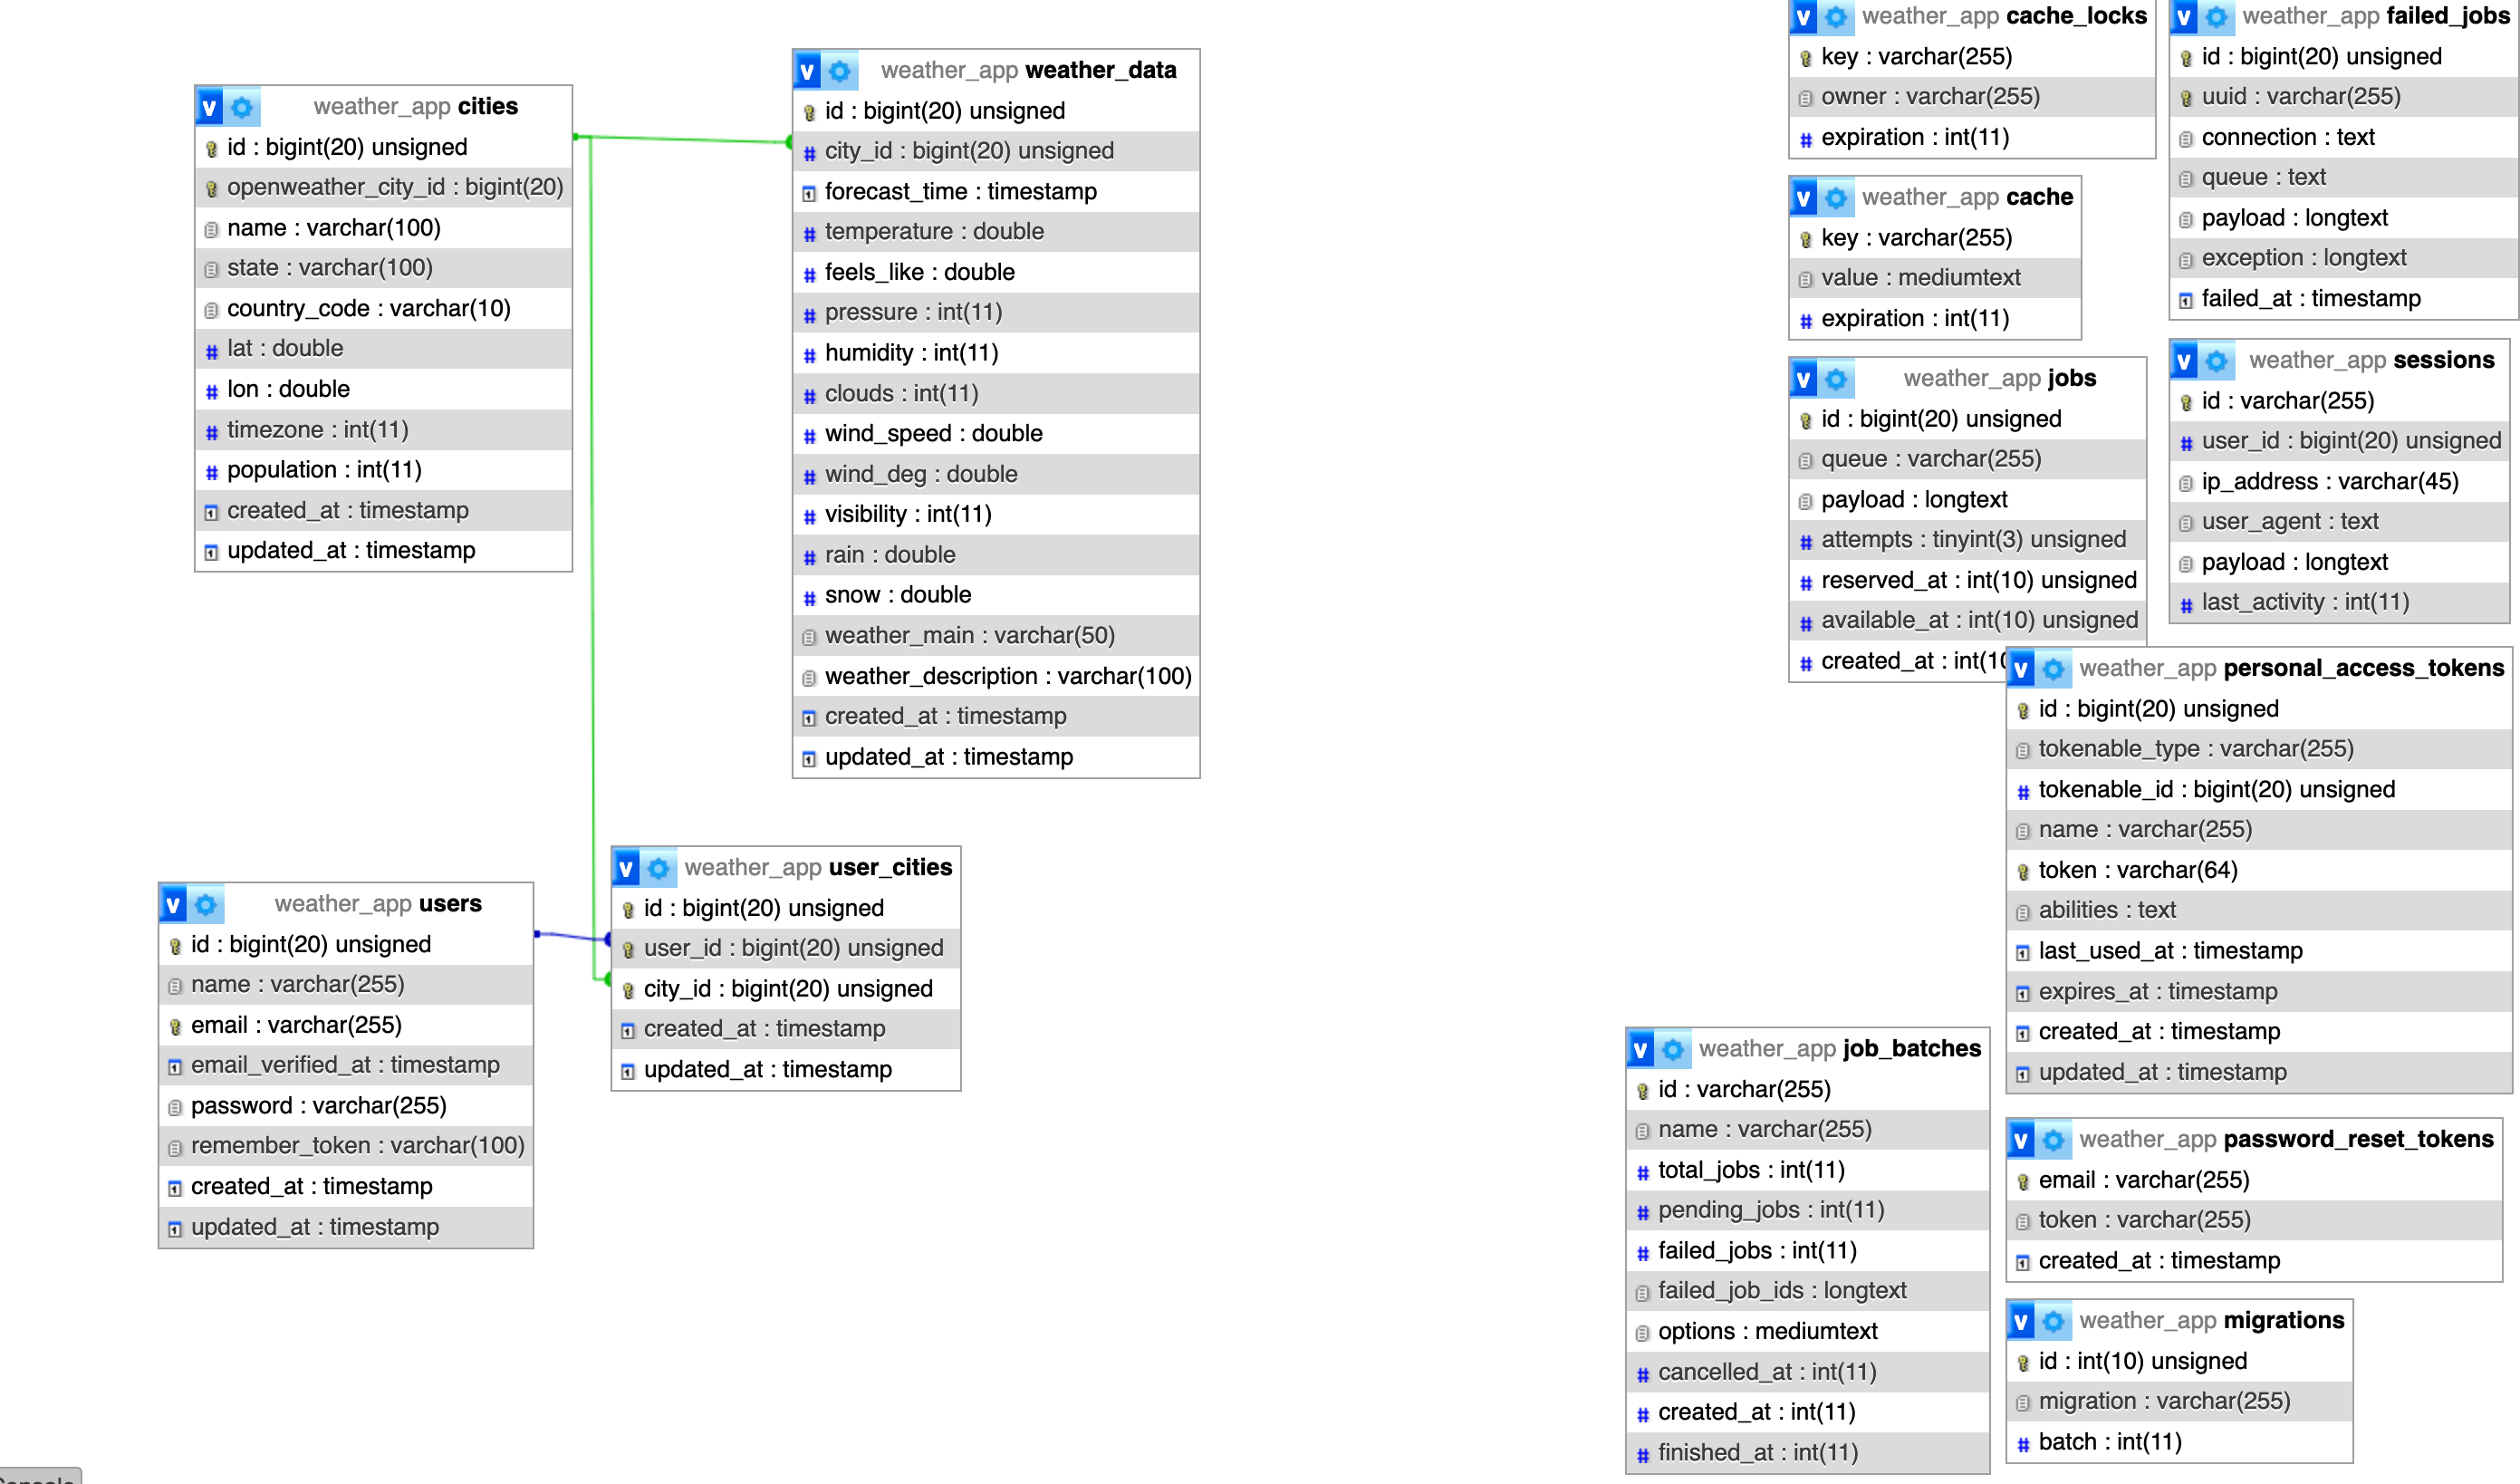 weather_app cities
id : bigint(20) unsigned
openweather_city_id : bigint(20)
name : varchar(100)
state : varchar(100)
country_code : varchar(10)
lat : double
lon : double
timezone : int(11)
population : int(11)
created_at : timestamp
updated_at : timestamp
weather_app weather_data
id : bigint(20) unsigned
city_id : bigint(20) unsigned
forecast_time : timestamp
temperature : double
feels_like : double
pressure : int(11)
humidity : int(11)
clouds : int(11)
wind_speed : double
wind_deg : double
visibility : int(11)
rain : double
snow : double
weather_main : varchar(50)
weather_description : varchar(100)
created_at : timestamp
updated_at : timestamp
weather_app users
id : bigint(20) unsigned
name : varchar(255)
email : varchar(255)
email_verified_at : timestamp
password : varchar(255)
remember_token : varchar(100)
created_at : timestamp
updated_at : timestamp
weather_app user_cities
id : bigint(20) unsigned
user_id : bigint(20) unsigned
city_id : bigint(20) unsigned
created_at : timestamp
updated_at : timestamp
weather_app cache_locks
key : varchar(255)
owner : varchar(255)
expiration : int(11)
weather_app cache
key : varchar(255)
value : mediumtext
expiration : int(11)
weather_app jobs
id : bigint(20) unsigned
queue : varchar(255)
payload : longtext
attempts : tinyint(3) unsigned
reserved_at : int(10) unsigned
available_at : int(10) unsigned
created_at : int(10
weather_app failed_jobs
id : bigint(20) unsigned
uuid : varchar(255)
connection : text
queue : text
payload : longtext
exception : longtext
failed_at : timestamp
weather_app sessions
id : varchar(255)
user_id : bigint(20) unsigned
ip_address : varchar(45)
user_agent : text
payload : longtext
last_activity : int(11)
weather_app personal_access_tokens
id : bigint(20) unsigned
tokenable_type : varchar(255)
tokenable_id : bigint(20) unsigned
name : varchar(255)
token : varchar(64)
abilities : text
last_used_at : timestamp
expires_at : timestamp
created_at : timestamp
updated_at : timestamp
weather_app job_batches
id : varchar(255)
name : varchar(255)
total_jobs : int(11)
pending_jobs : int(11)
failed_jobs : int(11)
failed_job_ids : longtext
options : mediumtext
cancelled_at : int(11)
created_at : int(11)
finished_at : int(11)
weather_app password_reset_tokens
email : varchar(255)
token : varchar(255)
created_at : timestamp
weather_app migrations
id : int(10) unsigned
migration : varchar(255)
batch : int(11)